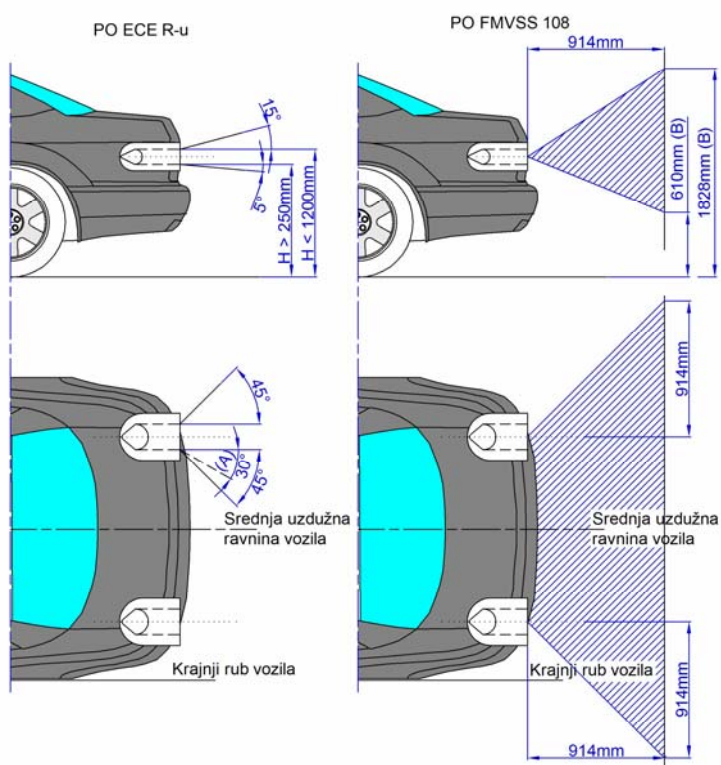 PO ECE R-u
PO FMVSS 108
914mm
15°
5°
H > 250mm
H < 1200mm
610mm (B)
1828mm (B)
45°
(A)
30°
45°
914mm
Srednja uzdužna
ravnina vozila
Srednja uzdužna
ravnina vozila
Krajnji rub vozila
Krajnji rub vozila
914mm
914mm